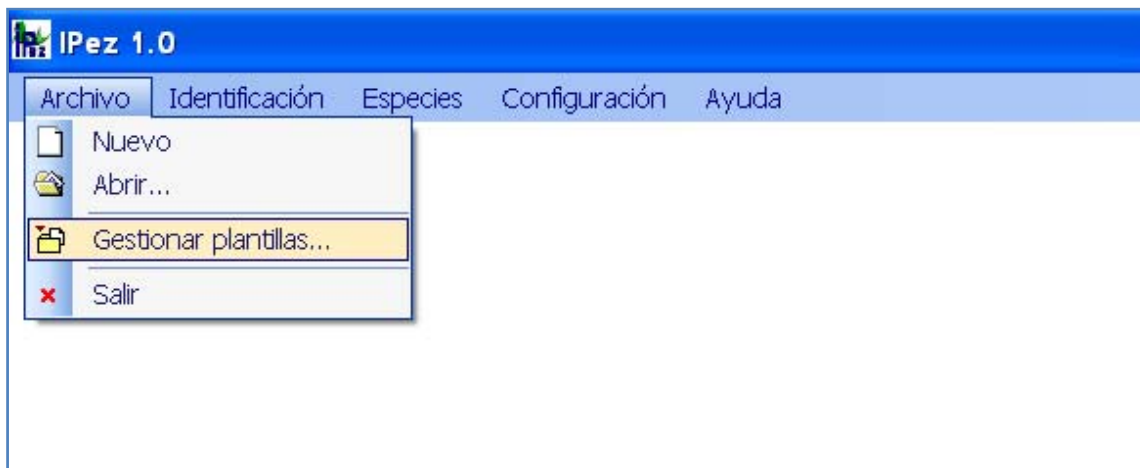 IPez 1.0
Archivo Identificación Especies Configuración Ayuda
Nuevo
Abrir...
Gestionar plantillas...
Salir